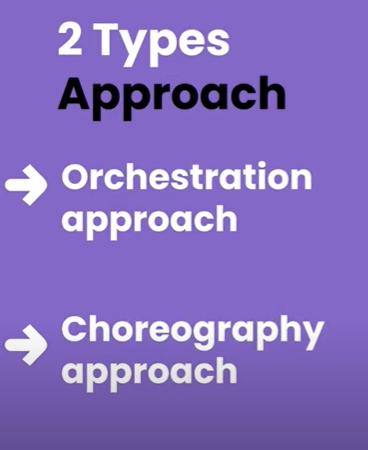 2 Types
Approach
Orchestration
approach
Choreography
approach